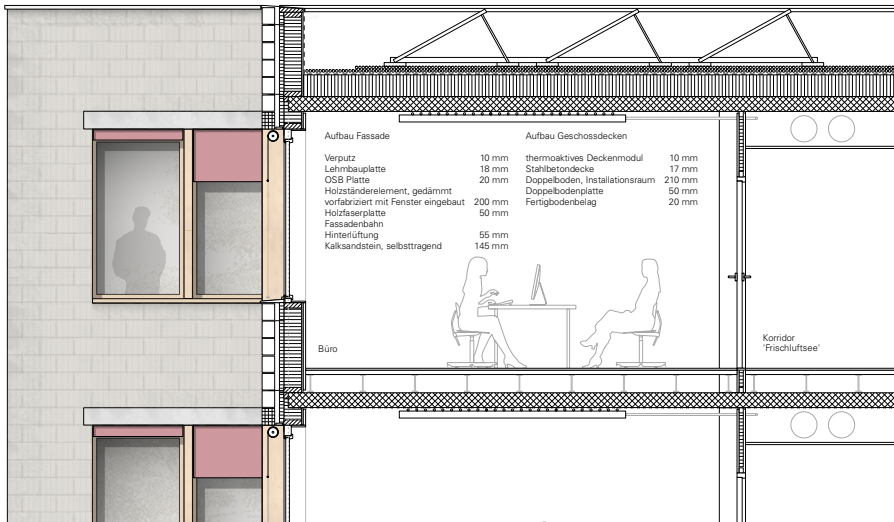 Aufbau Fassade
Verputz 10 mm
Lehmbauplatte 18 mm
OSB Platte 20 mm
Holzständerelement, gedämmt
vorfabriziert mit Fenster eingebaut 200 mm
Holzfaserplatte 50 mm
Fassadenbahn
Hinterlüftung 55 mm
Kalksandstein, selbsttragend 145 mm
Aufbau Geschossdecken
thermoaktives Deckenmodul 10 mm
Stahlbetondecke 17 mm
Doppelboden, Installationsraum 210 mm
Doppelbodenplatte 50 mm
Fertigbodenbelag 20 mm
Büro
Korridor
'Frischluftsee'